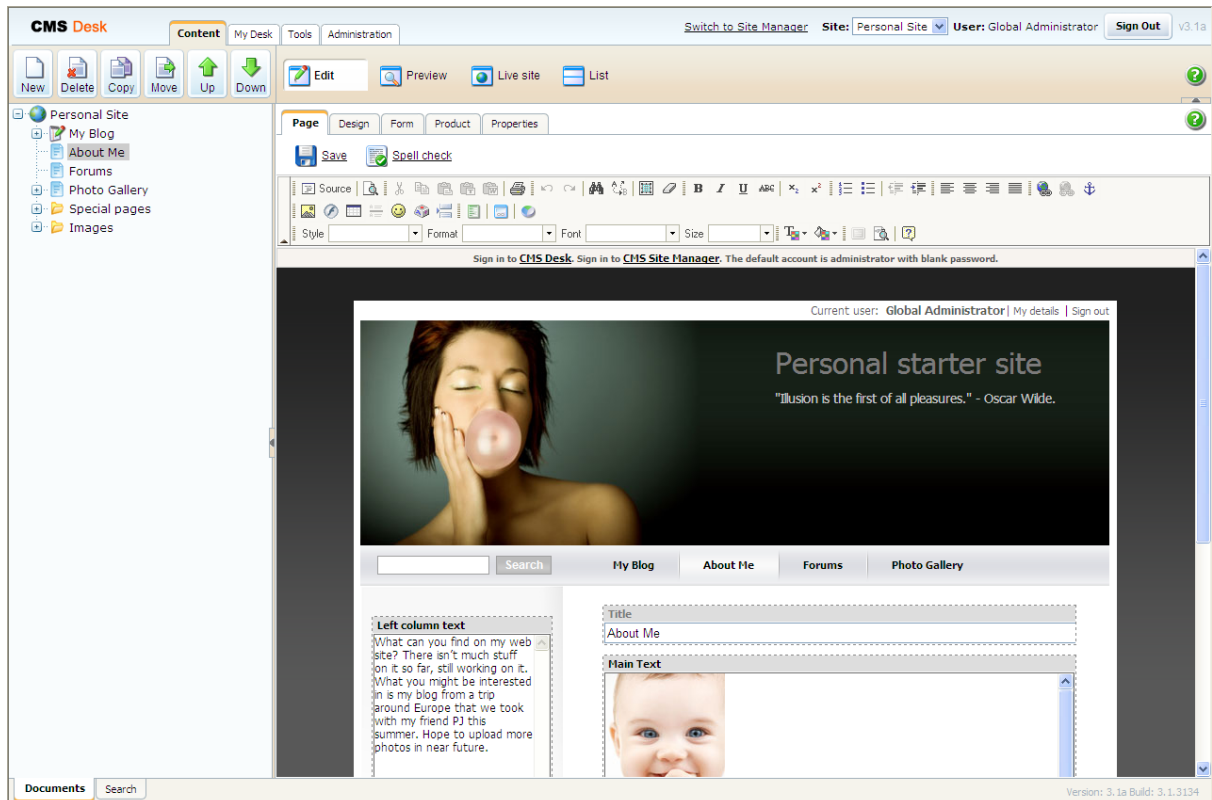 CMS Desk
Content My Desk Tools Administration
Switch to Site Manager Site: Personal Site User: Global Administrator Sign Out v3.1a
New Delete Copy Move Up Down
Edit Preview Live site List
Personal Site
My Blog
About Me
Forums
Photo Gallery
Special pages
Images
Page Design Form Product Properties
Save Spell check
Source
Style Format Font Size
Sign in to CMS Desk. Sign in to CMS Site Manager. The default account is administrator with blank password.
Current user: Global Administrator| My details | Sign out
Personal starter site
"Illusion is the first of all pleasures." - Oscar Wilde.
Search My Blog About Me Forums Photo Gallery
Left column text
What can you find on my web
site? There isn't much stuff
on it so far, still working on it.
What you might be interested
in is my blog from a trip
around Europe that we took
with my friend PJ this
summer. Hope to upload more
photos in near future.
Title
About Me
Main Text
Documents Search
Version: 3.1a Build: 3.1.3134